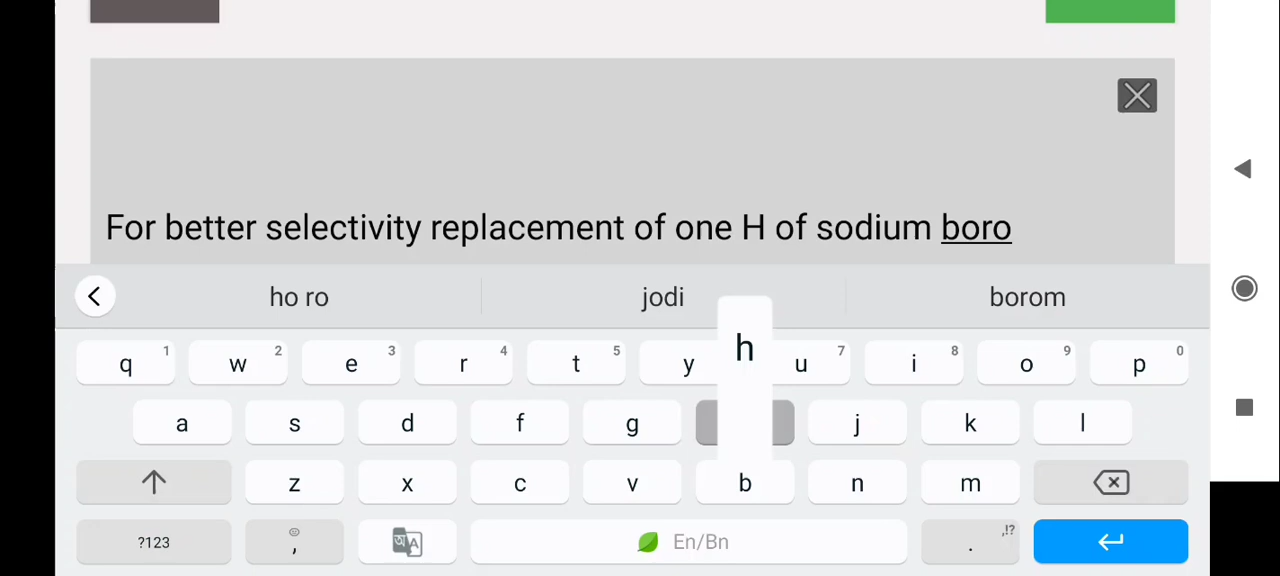 For better selectivity replacement of one H of sodium boro
ho ro jodi borom
q 1 w 2 e 3 r 4 t 5 y h u 7 i 8 o 9 p 0
a s d f g j k l
z x c v b n m
?123 , অA En/Bn . ,!?